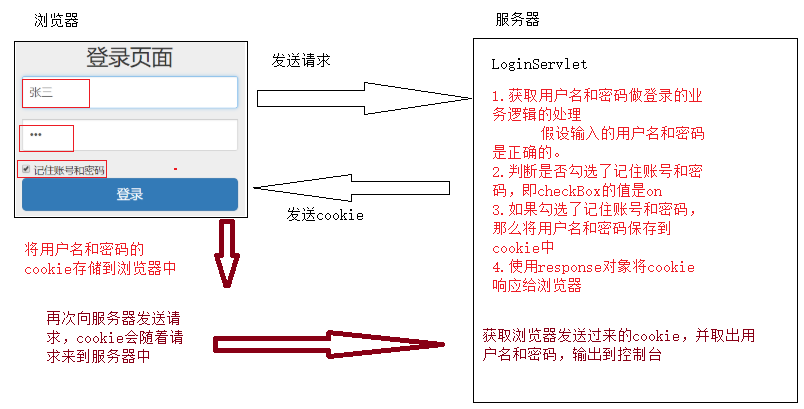 浏览器
服务器
登录页面
张三
•••
记住账号和密码
登录
发送请求
发送cookie
LoginServlet
1. 获取用户名和密码做登录的业
务逻辑的处理
假设输入的用户名和密码
是正确的。
2. 判断是否勾选了记住账号和密
码，即checkBox的值是on
3. 如果勾选了记住账号和密码，
那么将用户名和密码保存到
cookie中
4. 使用response对象将cookie
响应给浏览器
将用户名和密码的
cookie存储到浏览器中
再次向服务器发送请
求，cookie会随着请
求来到服务器中
获取浏览器发送过来的cookie，并取出用
户名和密码，输出到控制台